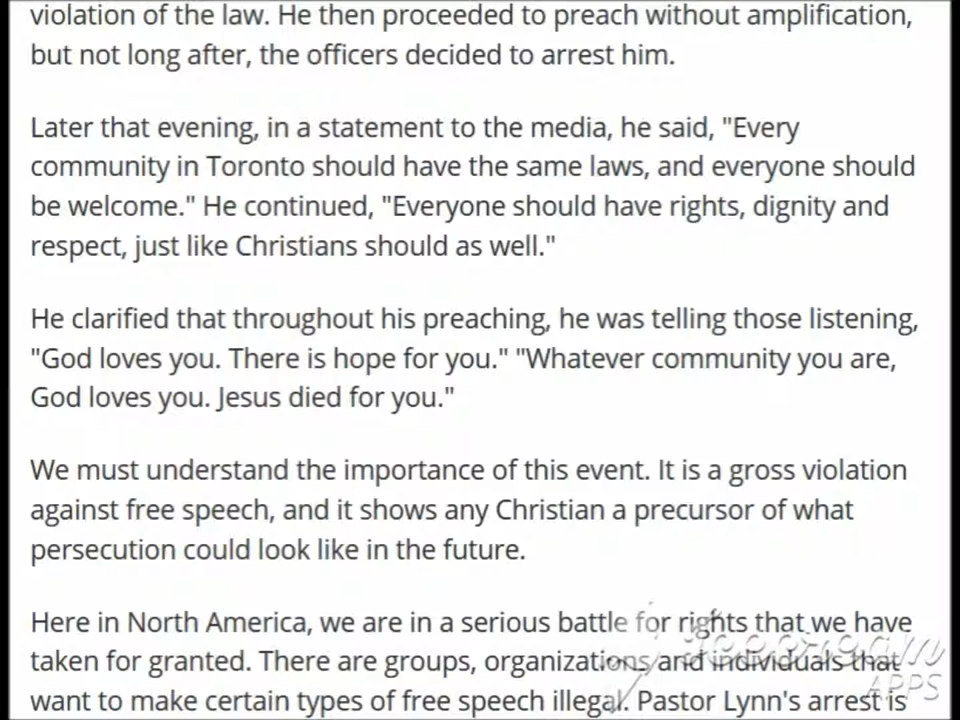 violation of the law. He then proceeded to preach without amplification,
but not long after, the officers decided to arrest him.
Later that evening, in a statement to the media, he said, "Every
community in Toronto should have the same laws, and everyone should
be welcome." He continued, "Everyone should have rights, dignity and
respect, just like Christians should as well."
He clarified that throughout his preaching, he was telling those listening,
"God loves you. There is hope for you." "Whatever community you are,
God loves you. Jesus died for you."
We must understand the importance of this event. It is a gross violation
against free speech, and it shows any Christian a precursor of what
persecution could look like in the future.
Here in North America, we are in a serious battle for rights that we have
taken for granted. There are groups, organizations and individuals that
want to make certain types of free speech illegal. Pastor Lynn's arrest is
APPS